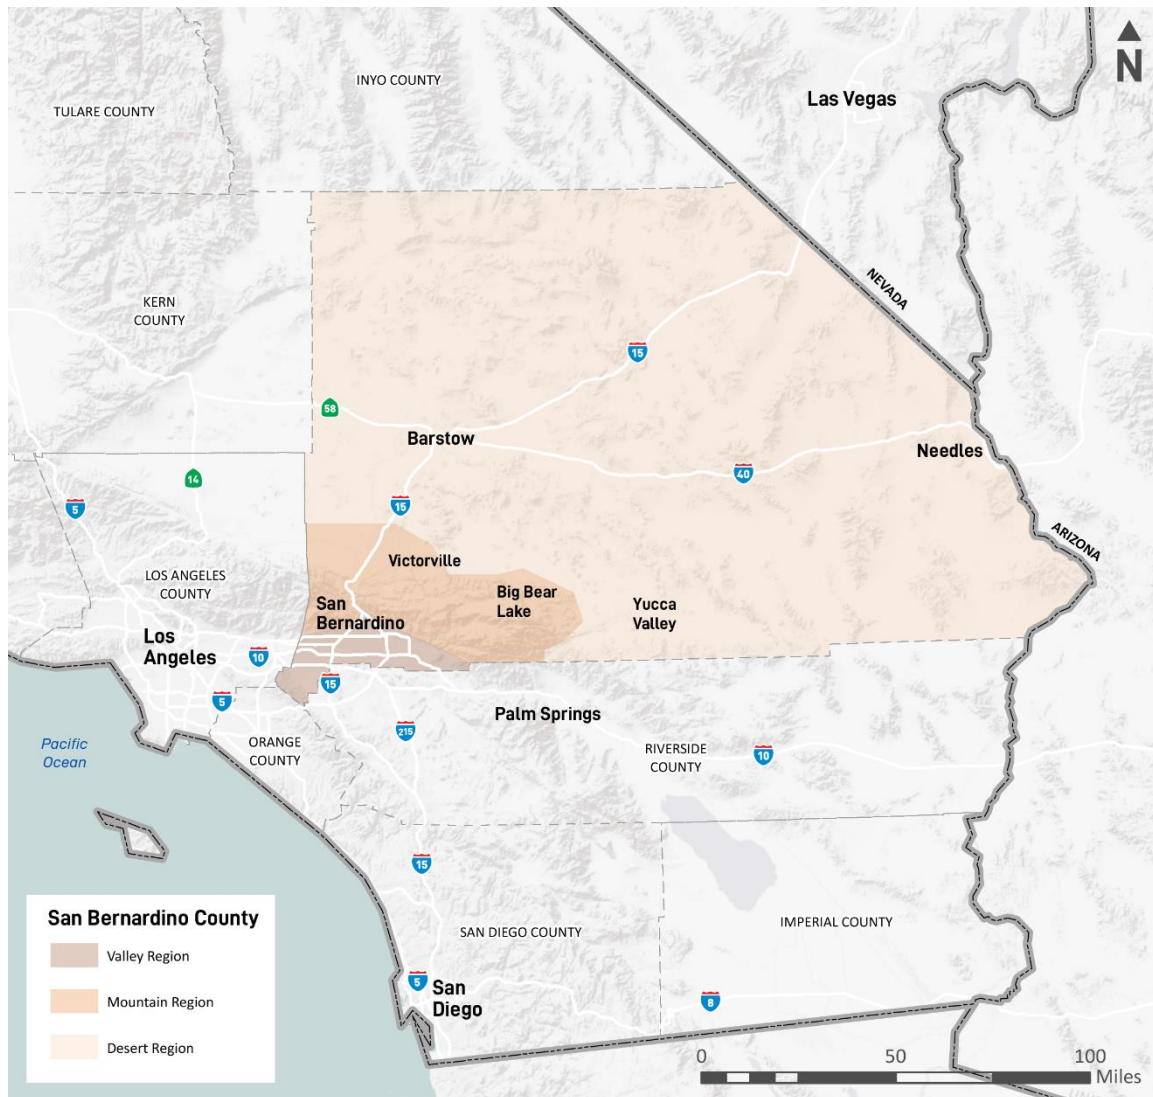 N
INYO COUNTY
TULARE COUNTY
Las Vegas
KERN
COUNTY
NEVADA
15
58
Barstow
Needles
40
14
5
15
ARIZONA
Victorville
LOS ANGELES
COUNTY
Big Bear
Lake
San
Bernardino
Yucca
Valley
Los
Angeles
10
15
5
Palm Springs
215
ORANGE
COUNTY
RIVERSIDE
COUNTY
10
Pacific
Ocean
15
San Bernardino County
Valley Region
Mountain Region
Desert Region
SAN DIEGO COUNTY
IMPERIAL COUNTY
5
San
Diego
8
0 50 100
Miles